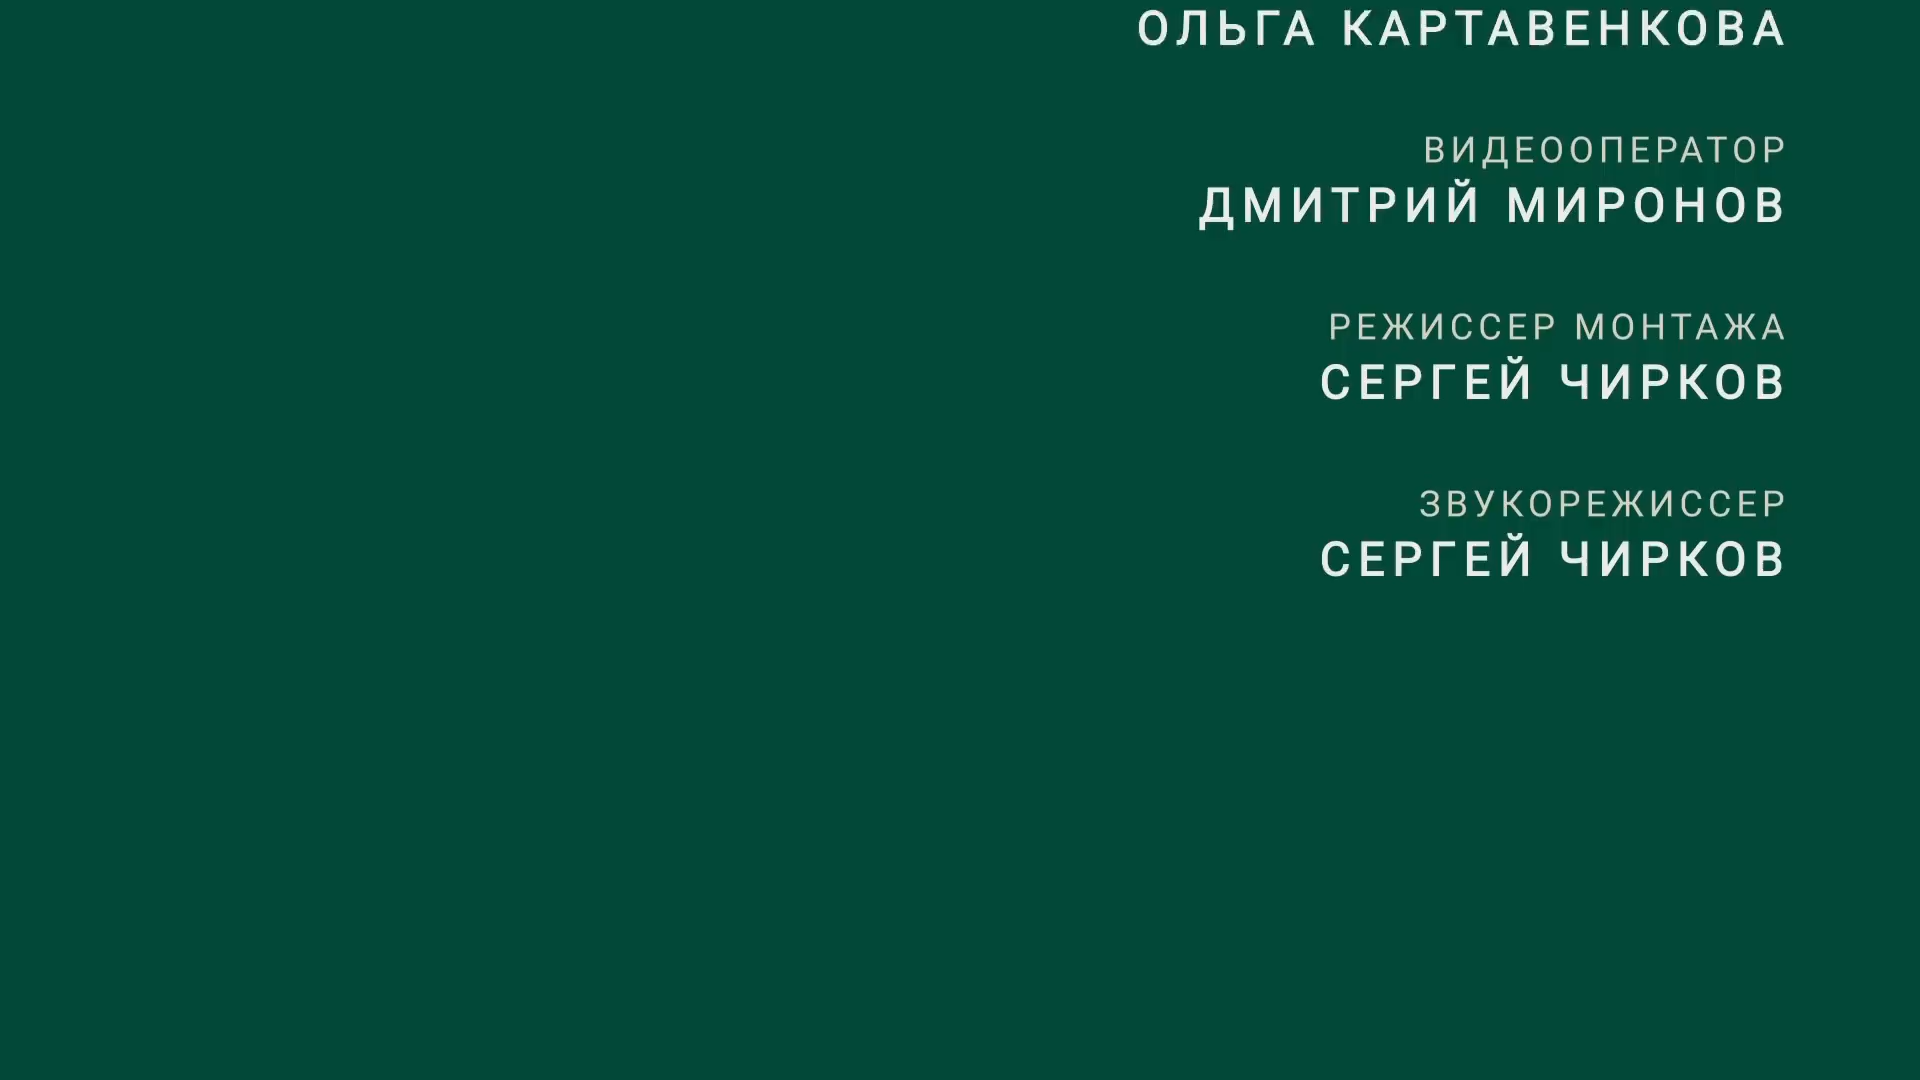 ОЛЬГА КАРТАВЕНКОВА
ВИДЕООПЕРАТОР
ДМИТРИЙ МИРОНОВ
РЕЖИССЕР МОНТАЖА
СЕРГЕЙ ЧИРКОВ
ЗВУКОРЕЖИССЕР
СЕРГЕЙ ЧИРКОВ